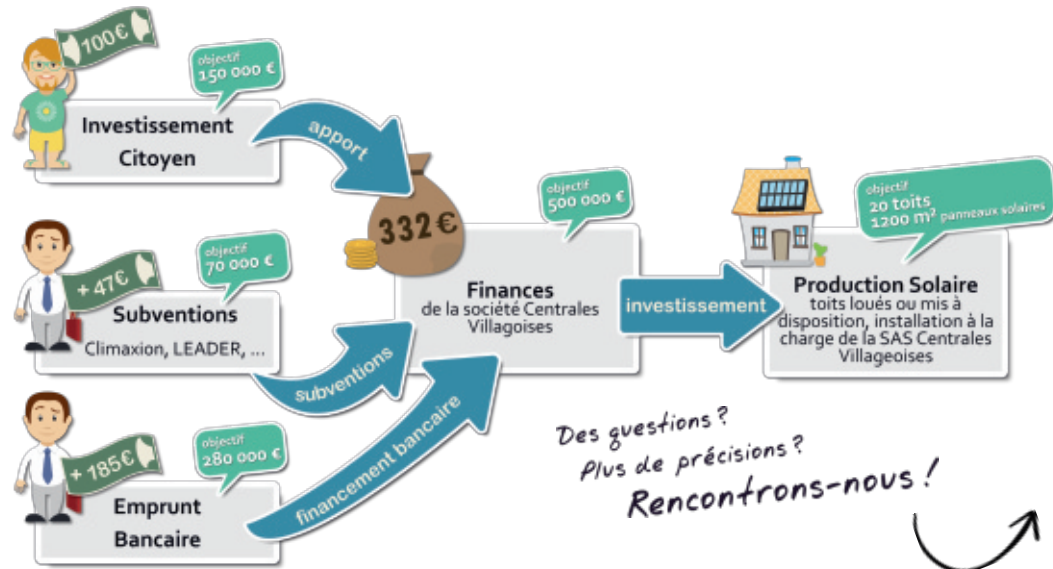 100€
objectif
150 000 €
Investissement
Citoyen
apport
+ 47€
objectif
70 000 €
Subventions
Climaxion, LEADER, ...
subventions
+ 185€
objectif
280 000 €
Emprunt
Bancaire
financement bancaire
332 €
objectif
500 000 €
Finances
de la société Centrales
Villagoises
investissement
objectif
20 toits
1200 m² panneaux solaires
Production Solaire
toits loués ou mis à
disposition, installation à la
charge de la SAS Centrales
Villageoises
Des questions ?
Plus de précisions ?
Rencontrons-nous !